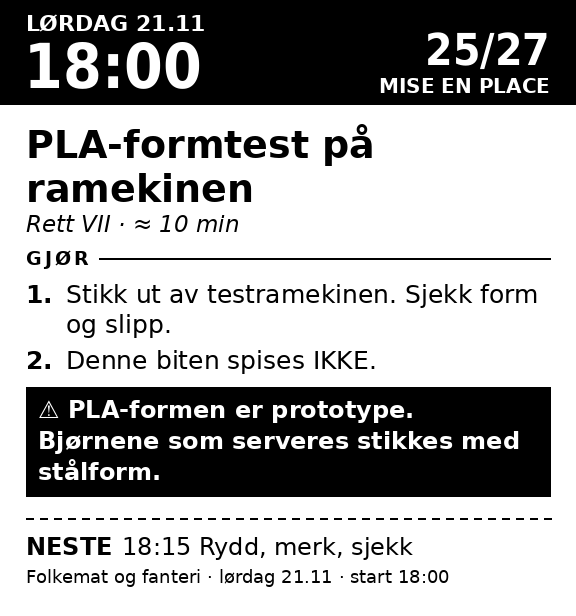 LØRDAG 21.11
18:00
25/27
MISE EN PLACE
PLA-formtest på
ramekinen
Rett VII · ≈ 10 min
GJØR
1. Stikk ut av testramekinen. Sjekk form
og slipp.
2. Denne biten spises IKKE.
⚠ PLA-formen er prototype.
Bjørnene som serveres stikkes med
stålform.
NESTE 18:15 Rydd, merk, sjekk
Folkemat og fanteri · lørdag 21.11 · start 18:00